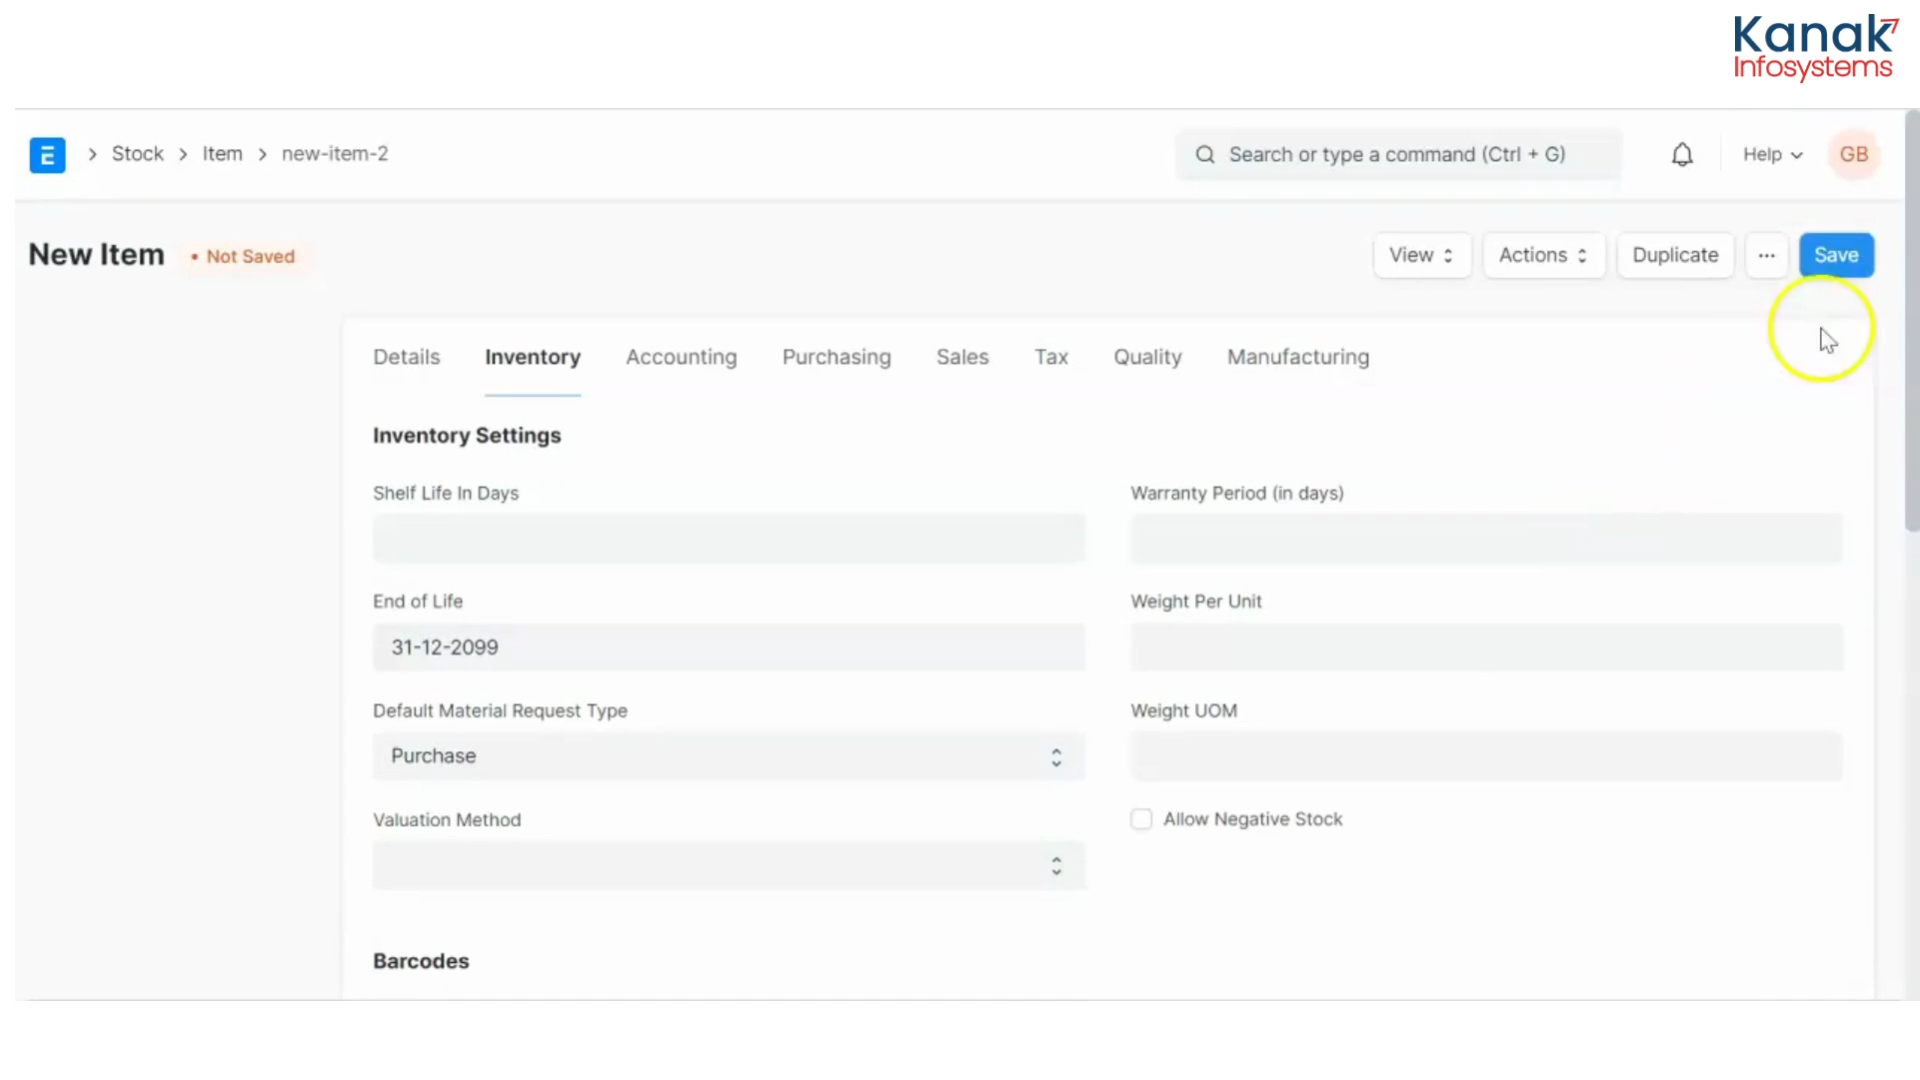 Kanak
Infosystems
E > Stock > Item > new-item-2
Search or type a command (Ctrl + G)
Help
GB
New Item
• Not Saved
View
Actions
Duplicate
...
Save
Details
Inventory
Accounting
Purchasing
Sales
Tax
Quality
Manufacturing
Inventory Settings
Shelf Life In Days
Warranty Period (in days)
End of Life
31-12-2099
Weight Per Unit
Default Material Request Type
Purchase
Weight UOM
Valuation Method
Allow Negative Stock
Barcodes